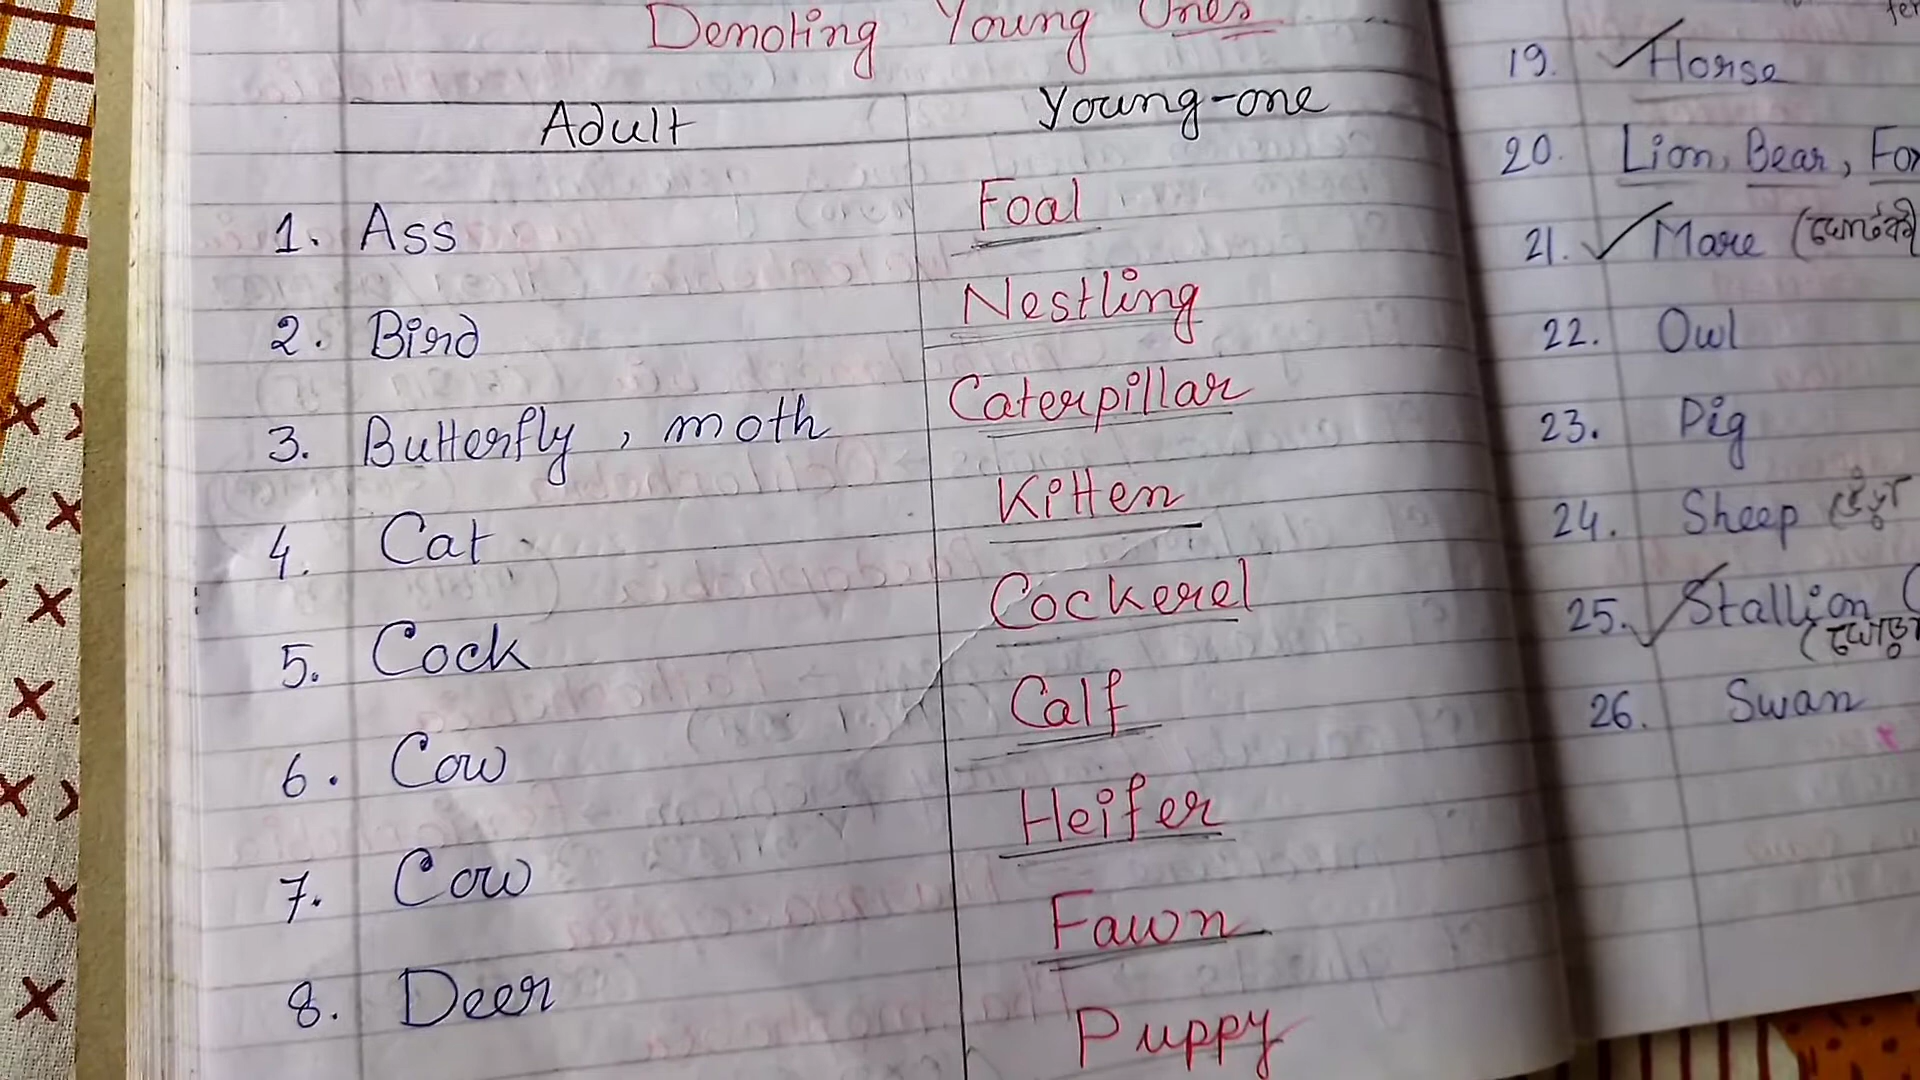 Denoting Young Ones
Adult Young-one
1. Ass Foal
2. Bird Nestling
3. Butterfly, moth Caterpillar
4. Cat Kitten
5. Cock Cockerel
6. Cow Calf
7. Cow Heifer
8. Deer Fawn
Puppy
19. Horse
20. Lion, Bear, Fox
21. Mare
22. Owl
23. Pig
24. Sheep
25. Stallion
26. Swan